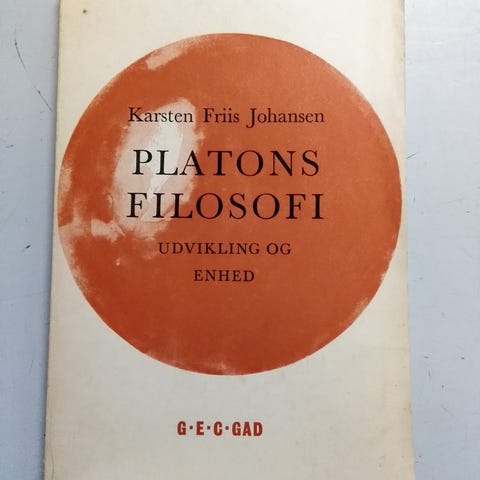 Karsten Friis Johansen
PLATONS
FILOSOFI
UDVIKLING OG
ENHED
G·E·C·GAD